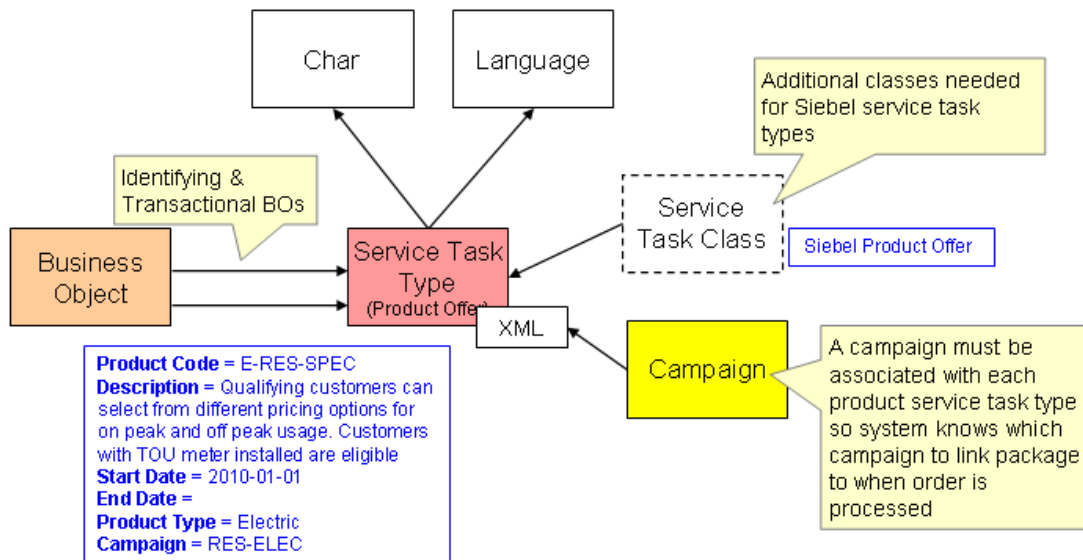 Char
Language
Additional classes needed
for Siebel service task
types
Identifying &
Transactional BOs
Service
Task Class
Siebel Product Offer
Business
Object
Service Task
Type
(Product Offer)
XML
Campaign
A campaign must be
associated with each
product service task type
so system knows which
campaign to link package
to when order is
processed
Product Code = E-RES-SPEC
Description = Qualifying customers can
select from different pricing options for
on peak and off peak usage. Customers
with TOU meter installed are eligible
Start Date = 2010-01-01
End Date =
Product Type = Electric
Campaign = RES-ELEC